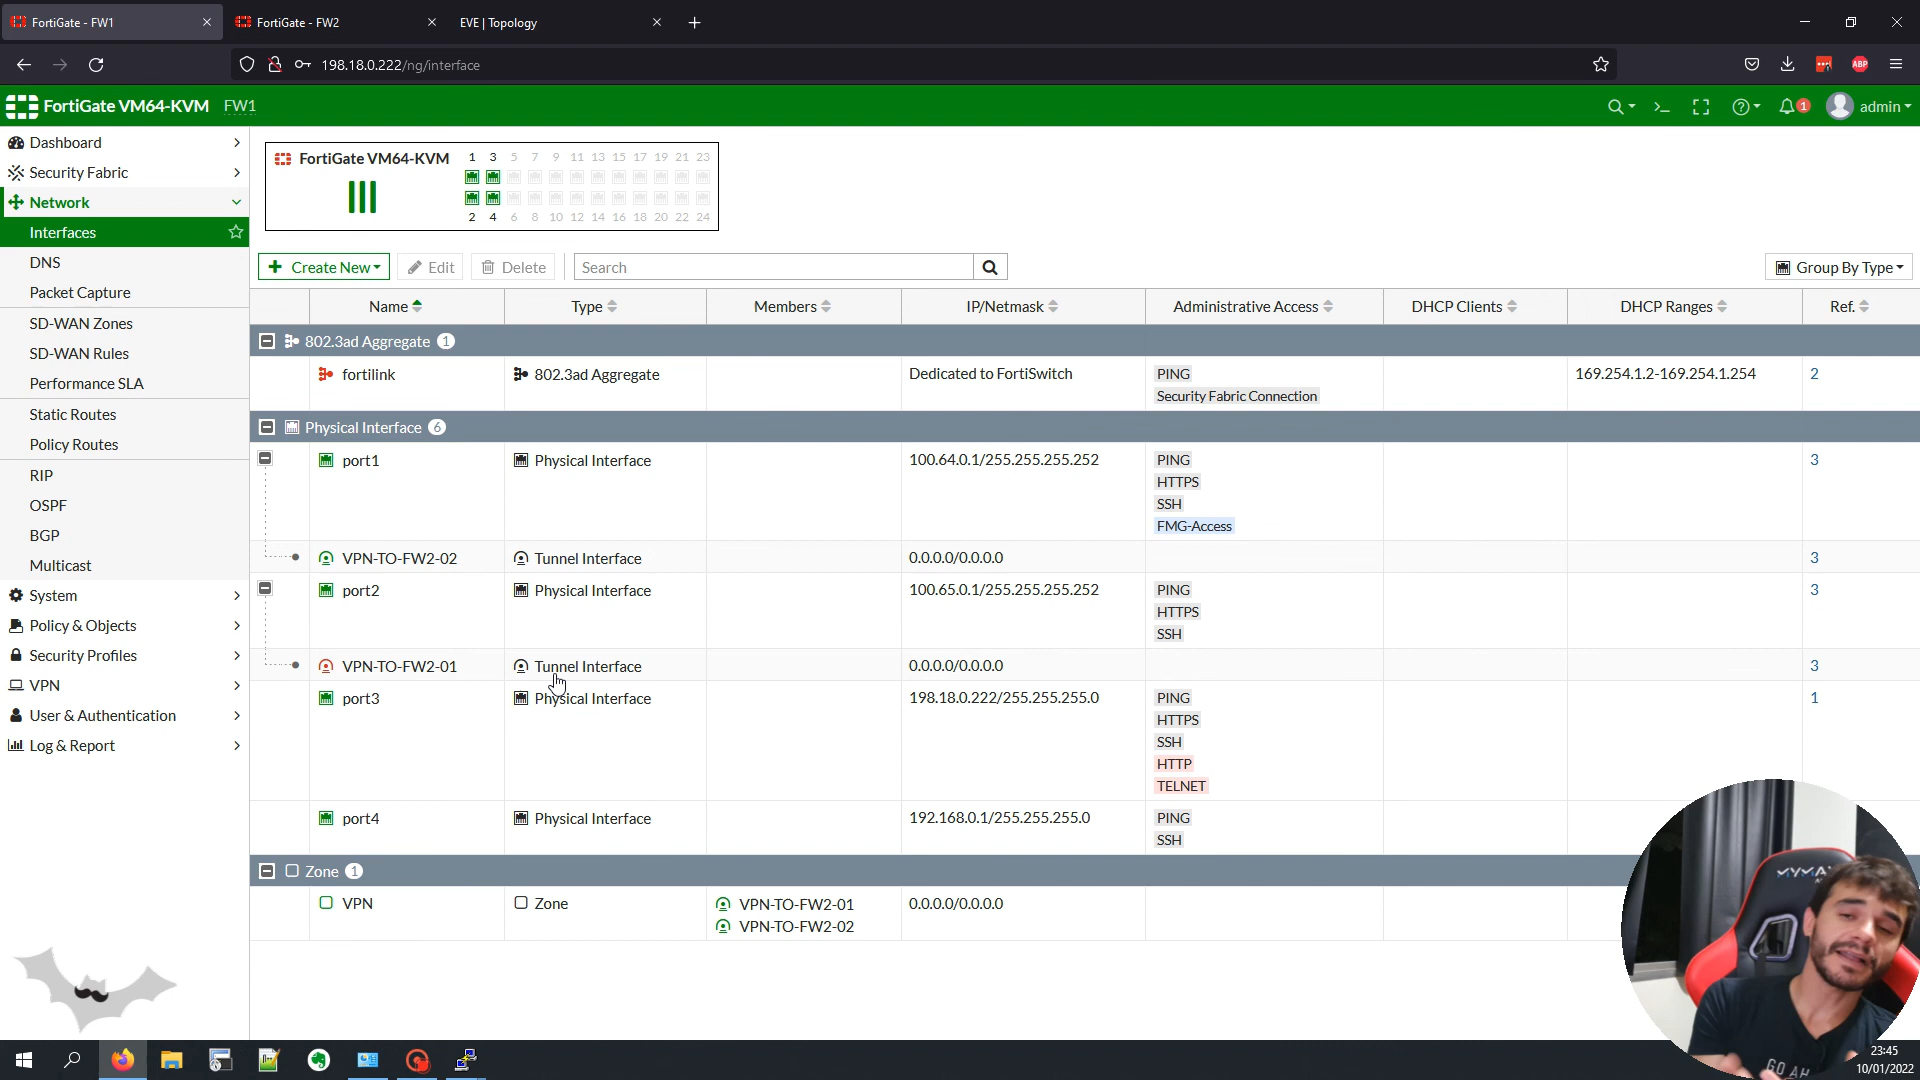 FortiGate - FW1
FortiGate - FW2
EVE | Topology
198.18.0.222/ng/interface
ABP
FortiGate VM64-KVM FW1
1
admin
Dashboard
Security Fabric
Network
Interfaces
DNS
Packet Capture
SD-WAN Zones
SD-WAN Rules
Performance SLA
Static Routes
Policy Routes
RIP
OSPF
BGP
Multicast
System
Policy & Objects
Security Profiles
VPN
User & Authentication
Log & Report
FortiGate VM64-KVM
1 3 5 7 9 11 13 15 17 19 21 23
2 4 6 8 10 12 14 16 18 20 22 24
Create New
Edit
Delete
Search
Group By Type
Name Type Members IP/Netmask Administrative Access DHCP Clients DHCP Ranges Ref.
802.3ad Aggregate 1
fortilink 802.3ad Aggregate Dedicated to FortiSwitch PING 169.254.1.2-169.254.1.254 2
Security Fabric Connection
Physical Interface 6
port1 Physical Interface 100.64.0.1/255.255.255.252 PING 3
HTTPS
SSH
FMG-Access
VPN-TO-FW2-02 Tunnel Interface 0.0.0.0/0.0.0.0 3
port2 Physical Interface 100.65.0.1/255.255.255.252 PING 3
HTTPS
SSH
VPN-TO-FW2-01 Tunnel Interface 0.0.0.0/0.0.0.0 3
port3 Physical Interface 198.18.0.222/255.255.255.0 PING 1
HTTPS
SSH
HTTP
TELNET
port4 Physical Interface 192.168.0.1/255.255.255.0 PING
SSH
Zone 1
VPN Zone VPN-TO-FW2-01 0.0.0.0/0.0.0.0
VPN-TO-FW2-02
GO AH
23:45
10/01/2022